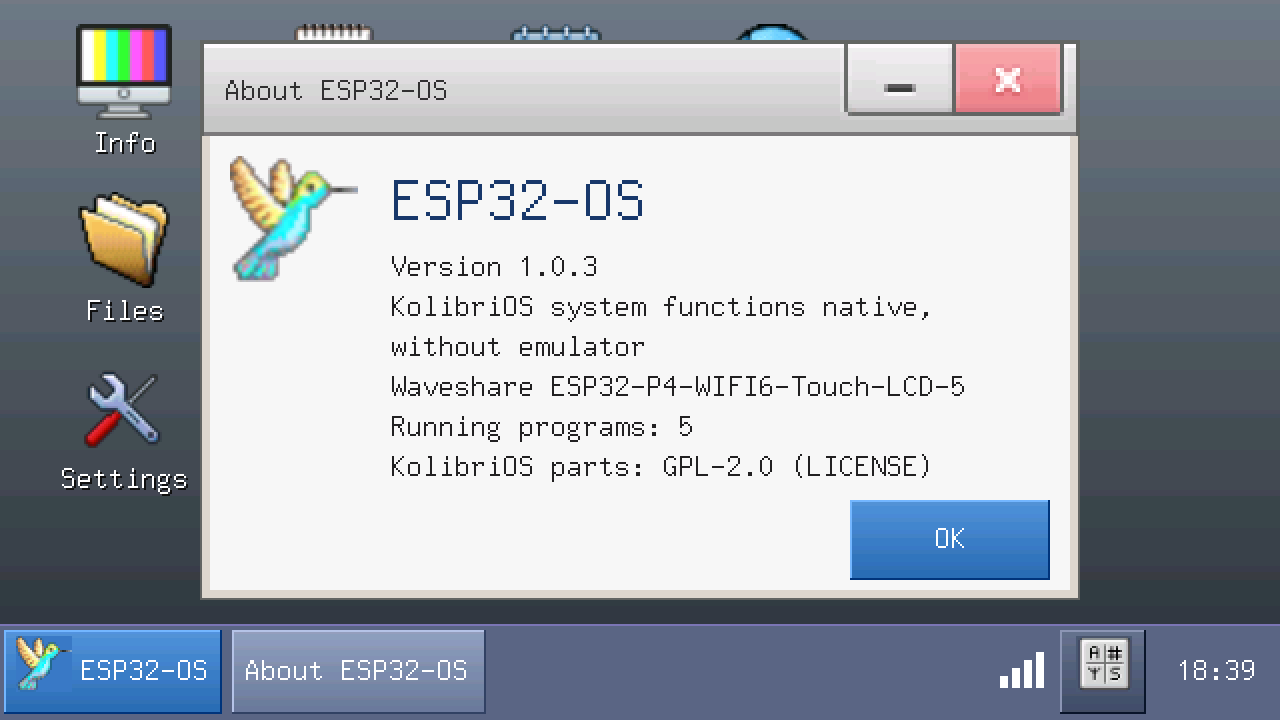 Info
Files
Settings
About ESP32-OS
ESP32-OS
Version 1.0.3
KolibriOS system functions native,
without emulator
Waveshare ESP32-P4-WIFI6-Touch-LCD-5
Running programs: 5
KolibriOS parts: GPL-2.0 (LICENSE)
OK
ESP32-OS
About ESP32-OS
A #
Y S
18:39